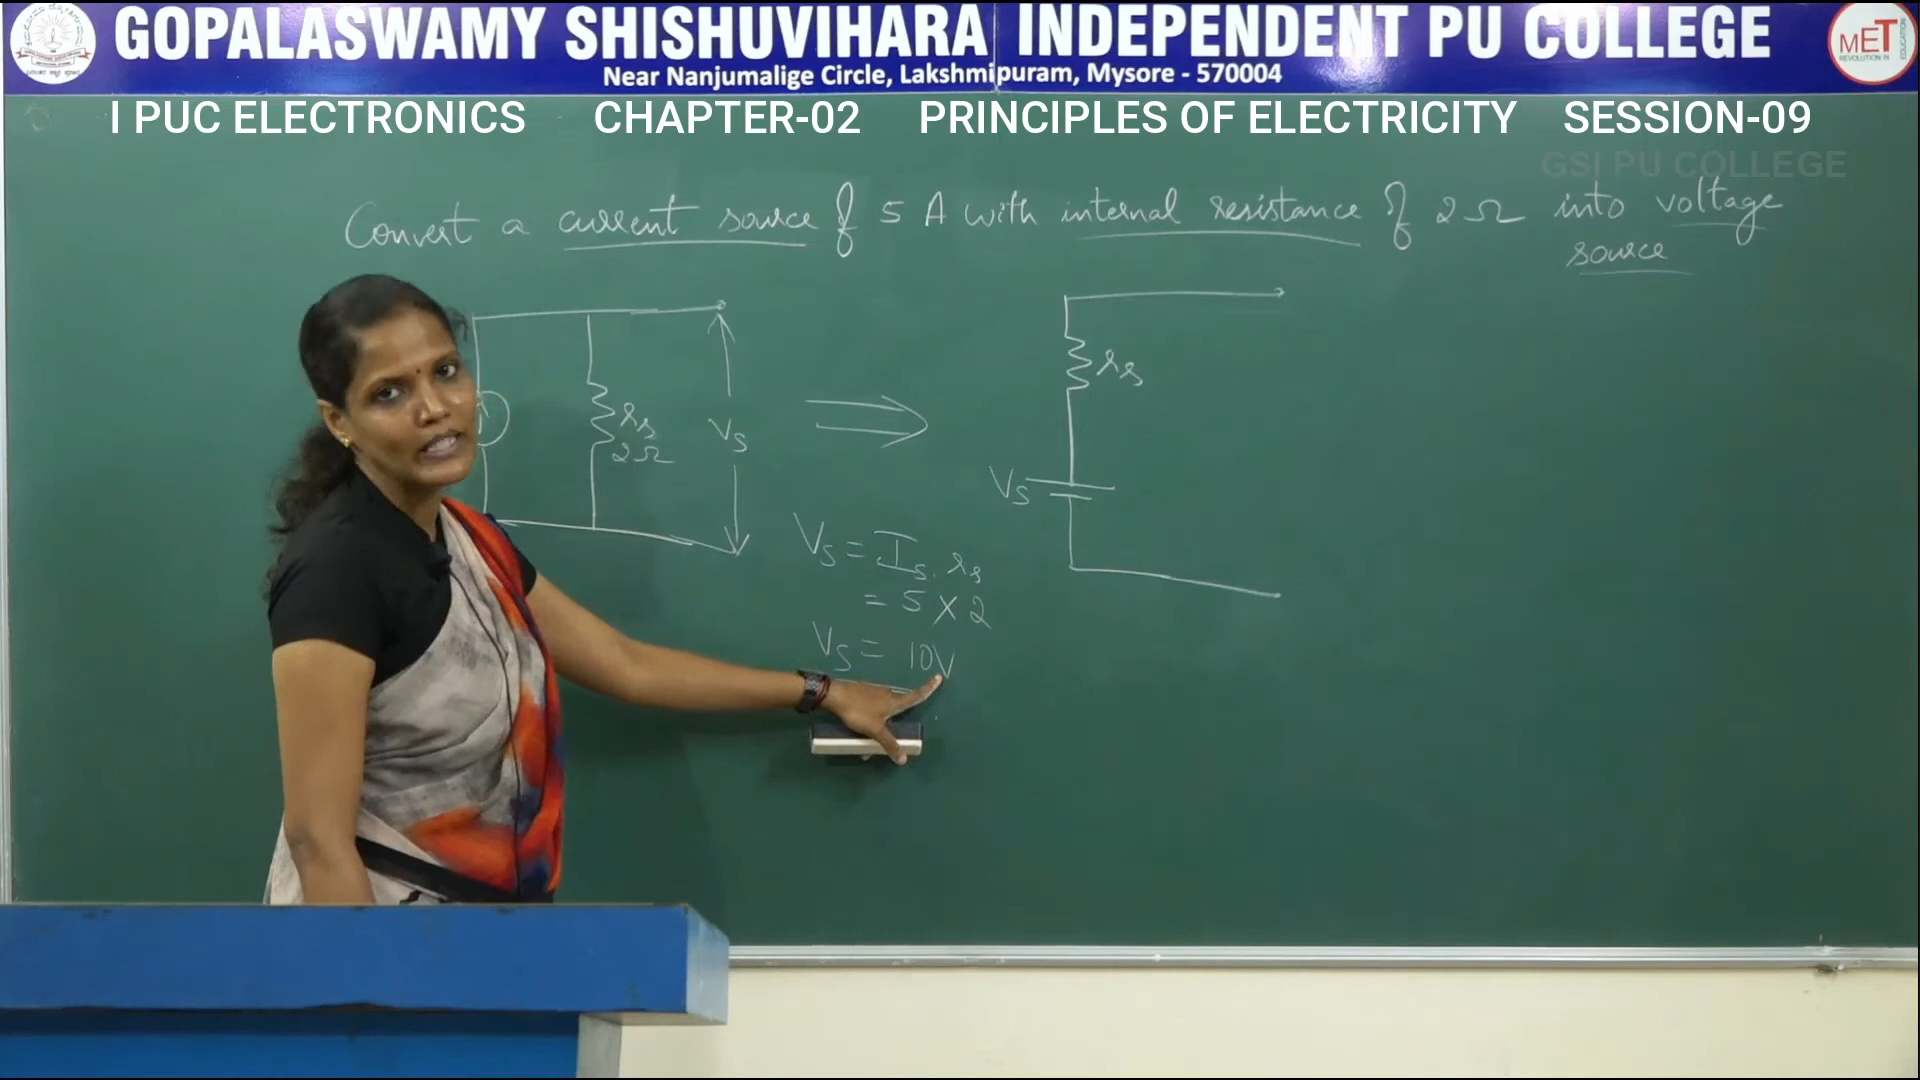 GOPALASWAMY SHISHUVIHARA INDEPENDENT PU COLLEGE
Near Nanjumalige Circle, Lakshmipuram, Mysore - 570004
MET
I PUC ELECTRONICS CHAPTER-02 PRINCIPLES OF ELECTRICITY SESSION-09
GSI PU COLLEGE
Convert a current source of 5 A with internal resistance of 2 Ω into voltage
source
rs
2Ω
Vs
rs
Vs
Vs = Is. rs
= 5 X 2
Vs = 10V